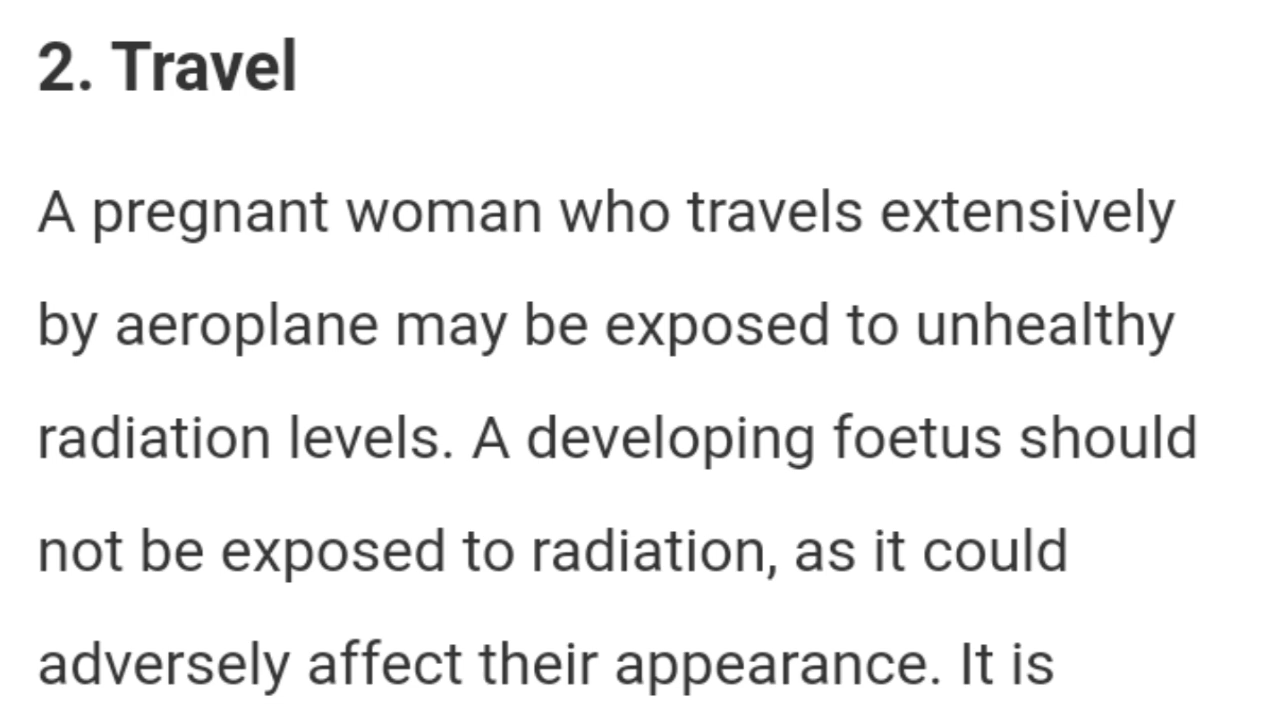 2. Travel
A pregnant woman who travels extensively
by aeroplane may be exposed to unhealthy
radiation levels. A developing foetus should
not be exposed to radiation, as it could
adversely affect their appearance. It is